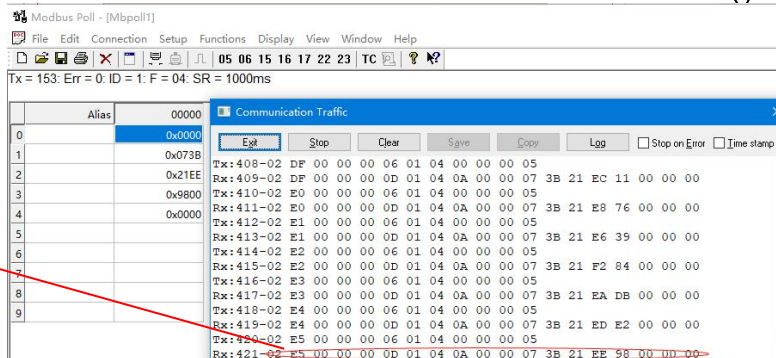 Modbus Poll - [Mbpoll1]
File Edit Connection Setup Functions Display View Window Help
05 06 15 16 17 22 23 TC
Tx = 153: Err = 0: ID = 1: F = 04: SR = 1000ms
Alias 00000
0 0x0000
1 0x073B
2 0x21EE
3 0x9800
4 0x0000
5
6
7
8
9
Communication Traffic
Exit Stop Clear Save Copy Log Stop on Error Time stamp
Tx:408-02 DF 00 00 00 06 01 04 00 00 00 05
Rx:409-02 DF 00 00 00 0D 01 04 0A 00 00 07 3B 21 EC 11 00 00 00
Tx:410-02 E0 00 00 00 06 01 04 00 00 00 05
Rx:411-02 E0 00 00 00 0D 01 04 0A 00 00 07 3B 21 E8 76 00 00 00
Tx:412-02 E1 00 00 00 06 01 04 00 00 00 05
Rx:413-02 E1 00 00 00 0D 01 04 0A 00 00 07 3B 21 E6 39 00 00 00
Tx:414-02 E2 00 00 00 06 01 04 00 00 00 05
Rx:415-02 E2 00 00 00 0D 01 04 0A 00 00 07 3B 21 F2 84 00 00 00
Tx:416-02 E3 00 00 00 06 01 04 00 00 00 05
Rx:417-02 E3 00 00 00 0D 01 04 0A 00 00 07 3B 21 EA DB 00 00 00
Tx:418-02 E4 00 00 00 06 01 04 00 00 00 05
Rx:419-02 E4 00 00 00 0D 01 04 0A 00 00 07 3B 21 ED E2 00 00 00
Tx:420-02 E5 00 00 00 06 01 04 00 00 00 05
Rx:421-02 E5 00 00 00 0D 01 04 0A 00 00 07 3B 21 EE 98 00 0D 00